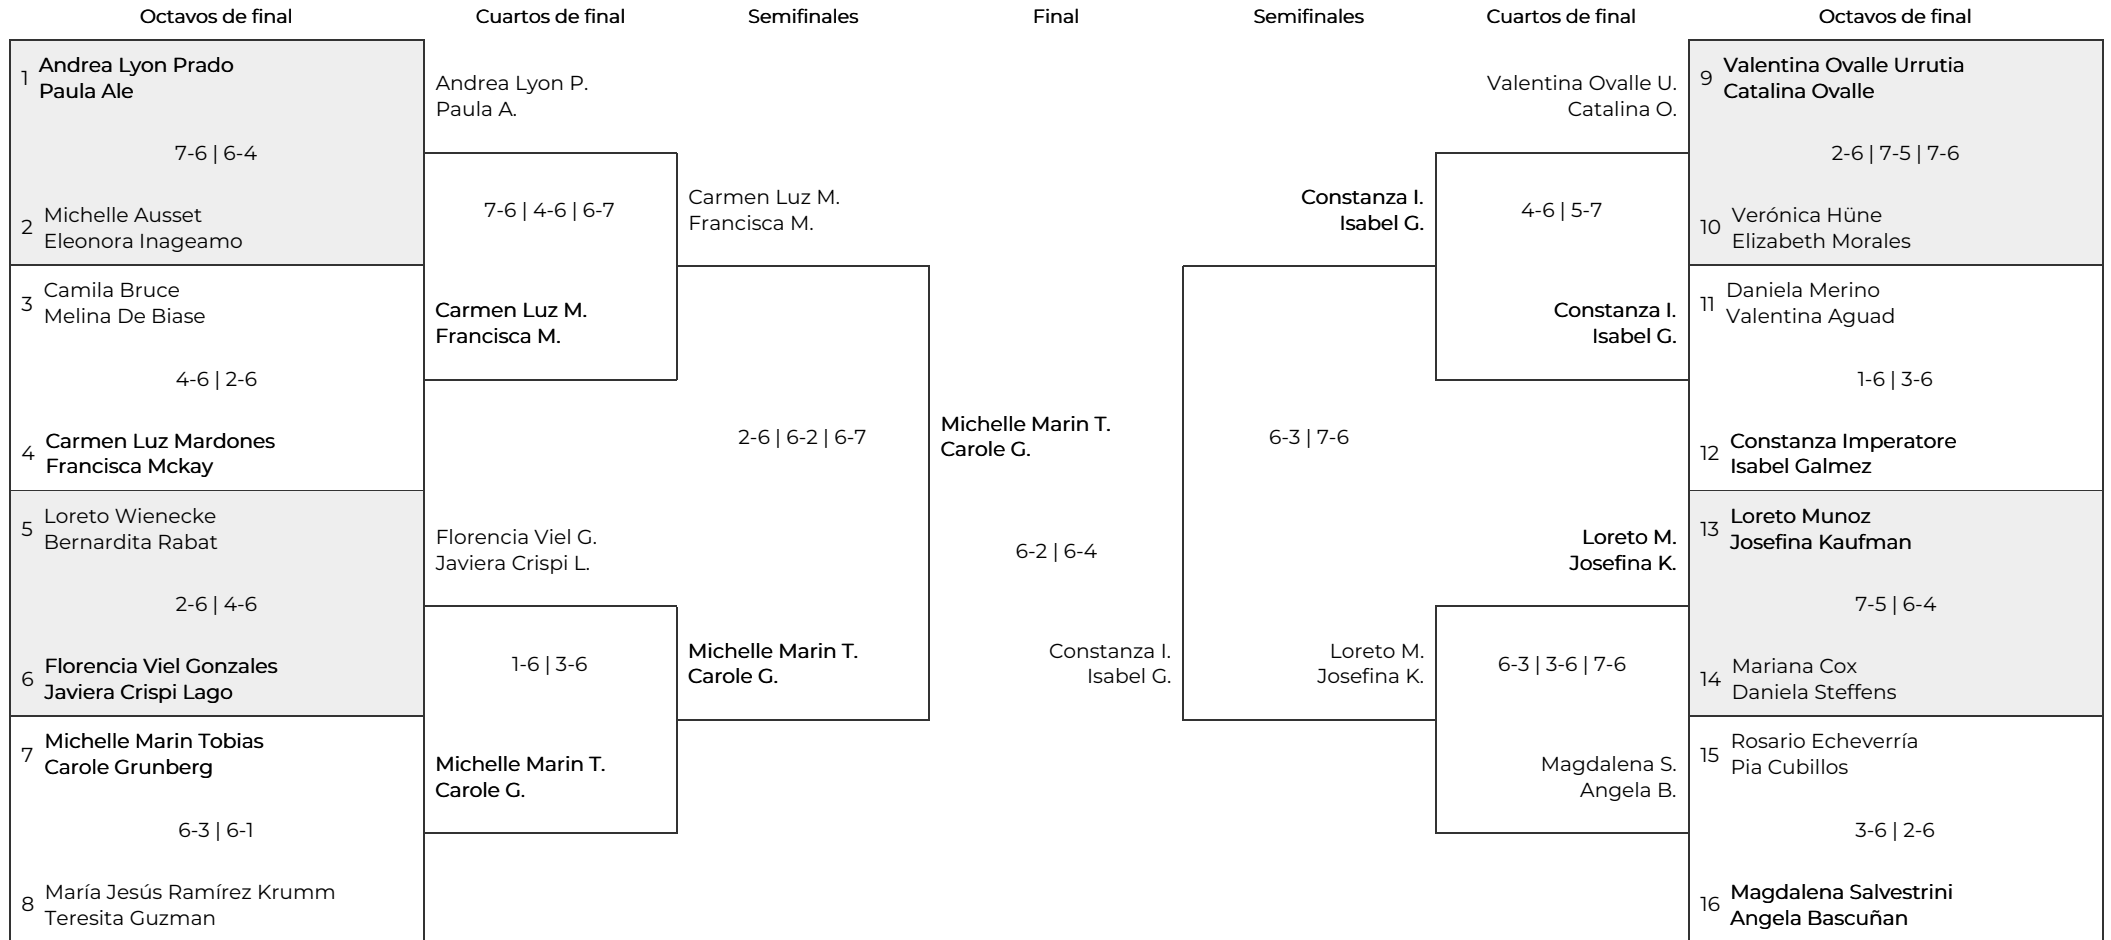 Octavos de final
Cuartos de final
Semifinales
Final
Semifinales
Cuartos de final
Octavos de final
1
Andrea Lyon Prado
Paula Ale
7-6 | 6-4
2
Michelle Ausset
Eleonora Inageamo
3
Camila Bruce
Melina De Biase
4-6 | 2-6
4
Carmen Luz Mardones
Francisca Mckay
5
Loreto Wienecke
Bernardita Rabat
2-6 | 4-6
6
Florencia Viel Gonzales
Javiera Crispi Lago
7
Michelle Marin Tobias
Carole Grunberg
6-3 | 6-1
8
María Jesús Ramírez Krumm
Teresita Guzman
Andrea Lyon P.
Paula A.
7-6 | 4-6 | 6-7
Carmen Luz M.
Francisca M.
Florencia Viel G.
Javiera Crispi L.
1-6 | 3-6
Michelle Marin T.
Carole G.
Carmen Luz M.
Francisca M.
2-6 | 6-2 | 6-7
Michelle Marin T.
Carole G.
Michelle Marin T.
Carole G.
6-2 | 6-4
Constanza I.
Isabel G.
Constanza I.
Isabel G.
6-3 | 7-6
Loreto M.
Josefina K.
Valentina Ovalle U.
Catalina O.
4-6 | 5-7
Constanza I.
Isabel G.
Loreto M.
Josefina K.
6-3 | 3-6 | 7-6
Magdalena S.
Angela B.
9
Valentina Ovalle Urrutia
Catalina Ovalle
2-6 | 7-5 | 7-6
10
Verónica Hüne
Elizabeth Morales
11
Daniela Merino
Valentina Aguad
1-6 | 3-6
12
Constanza Imperatore
Isabel Galmez
13
Loreto Munoz
Josefina Kaufman
7-5 | 6-4
14
Mariana Cox
Daniela Steffens
15
Rosario Echeverría
Pia Cubillos
3-6 | 2-6
16
Magdalena Salvestrini
Angela Bascuñan